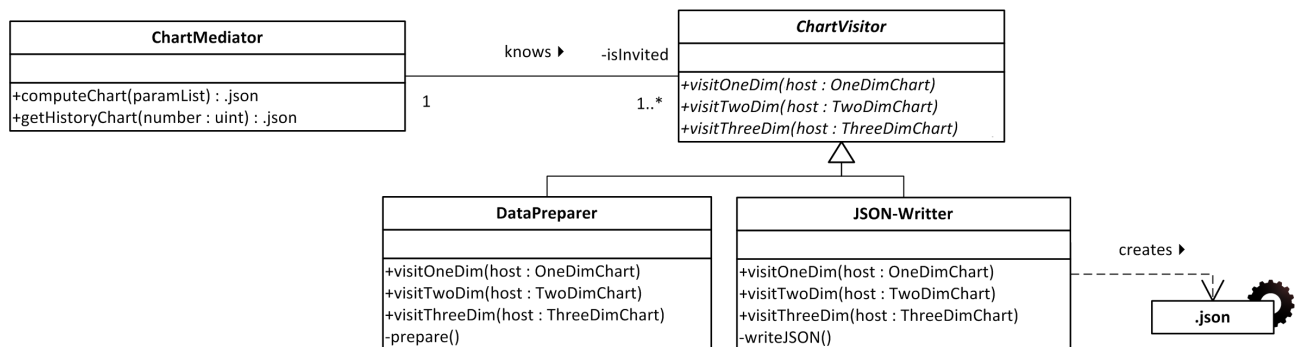 ChartMediator
+computeChart(paramList) : .json
+getHistoryChart(number : uint) : .json
knows
-isInvited
1
1..*
ChartVisitor
+visitOneDim(host : OneDimChart)
+visitTwoDim(host : TwoDimChart)
+visitThreeDim(host : ThreeDimChart)
DataPreparer
+visitOneDim(host : OneDimChart)
+visitTwoDim(host : TwoDimChart)
+visitThreeDim(host : ThreeDimChart)
-prepare()
JSON-Writter
+visitOneDim(host : OneDimChart)
+visitTwoDim(host : TwoDimChart)
+visitThreeDim(host : ThreeDimChart)
-writeJSON()
creates
.json